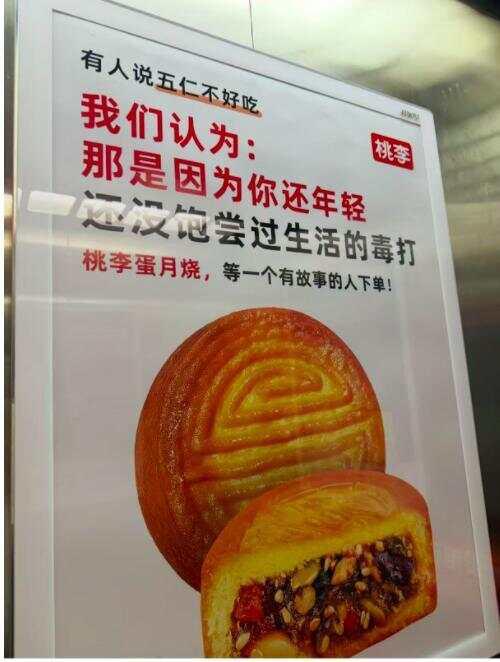 有人说五仁不好吃
我们认为：
桃李
那是因为你还年轻
还没饱尝过生活的毒打
桃李蛋月烧，等一个有故事的人下单！